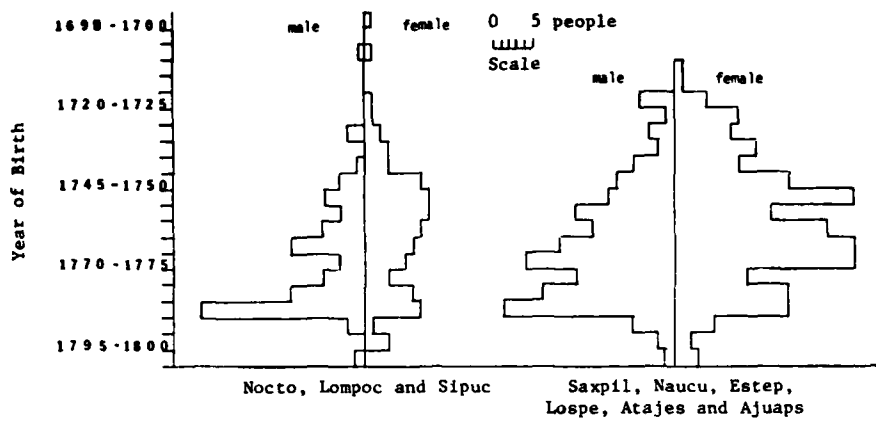 1698-1700
male
female
0 5 people
Scale
male
female
1720-1725
Year of Birth
1745-1750
1770-1775
1795-1800
Nocto, Lompoc and Sipuc
Saxpil, Naucu, Estep,
Lospe, Atajes and Ajuaps